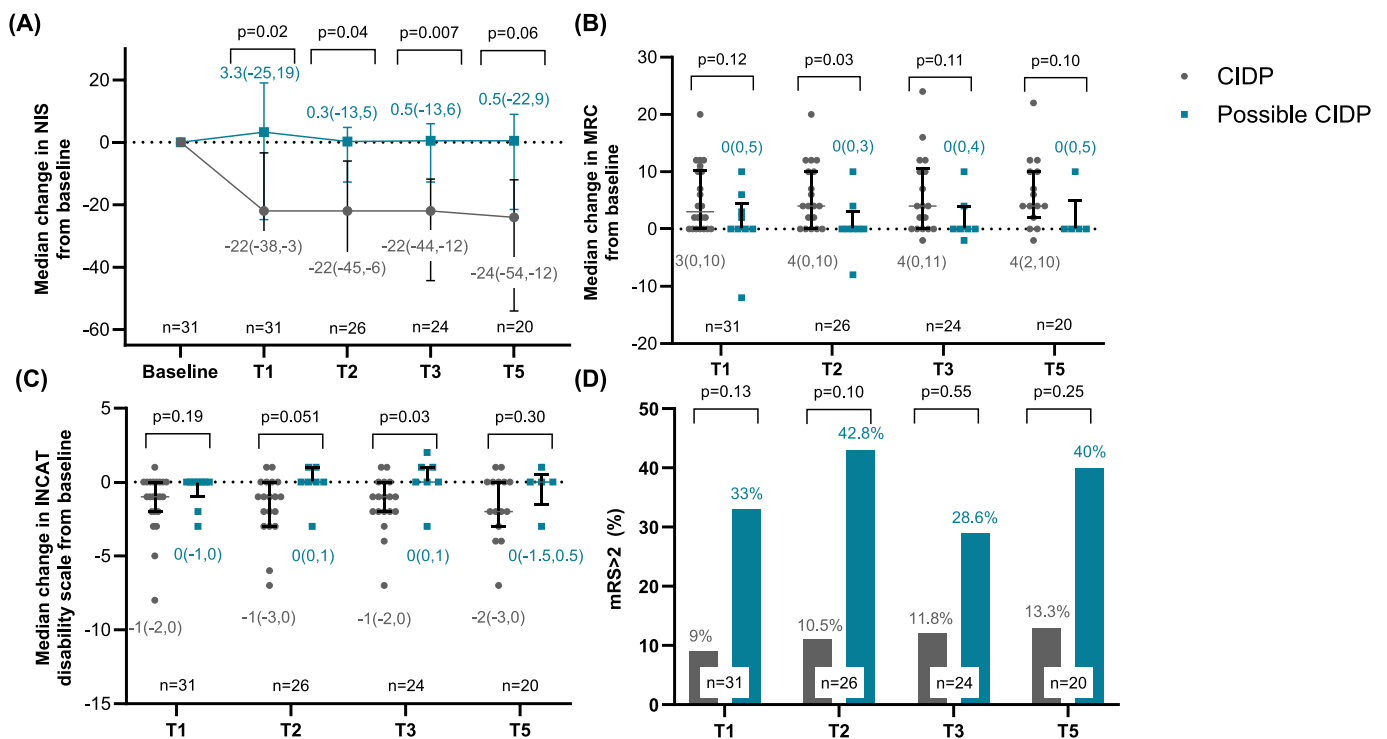 (A)
p=0.02 p=0.04 p=0.007 p=0.06
Median change in NIS
from baseline
20
0
-20
-40
-60
3.3(-25,19)
0.3(-13,5)
0.5(-13,6)
0.5(-22,9)
-22(-38,-3)
-22(-45,-6)
-22(-44,-12)
-24(-54,-12)
n=31 n=31 n=26 n=24 n=20
Baseline T1 T2 T3 T5
(B)
p=0.12 p=0.03 p=0.11 p=0.10
Median change in MRC
from baseline
30
20
10
0
-10
-20
0(0,5) 0(0,3) 0(0,4) 0(0,5)
3(0,10) 4(0,10) 4(0,11) 4(2,10)
n=31 n=26 n=24 n=20
T1 T2 T3 T5
CIDP
Possible CIDP
(C)
p=0.19 p=0.051 p=0.03 p=0.30
Median change in INCAT
disability scale from baseline
5
0
-5
-10
-15
0(-1,0) 0(0,1) 0(0,1) 0(-1.5,0.5)
-1(-2,0) -1(-3,0) -1(-2,0) -2(-3,0)
n=31 n=26 n=24 n=20
T1 T2 T3 T5
(D)
p=0.13 p=0.10 p=0.55 p=0.25
mRS>2 (%)
50
40
30
20
10
0
9% 33% 10.5% 42.8% 11.8% 28.6% 13.3% 40%
n=31 n=26 n=24 n=20
T1 T2 T3 T5